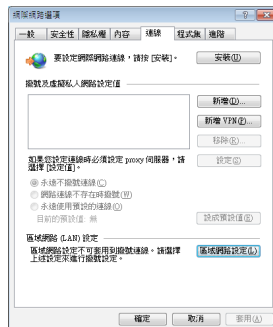 網際網路選項
一般 安全性 隱私權 內容 連線 程式集 進階
要設定網際網路連線，請按 [安裝]。
安裝(U)
撥號及虛擬私人網路設定值
新增(D)...
新增 VPN(P)...
移除(R)...
如果您設定連線時必須設定 proxy 伺服器，請
選擇 [設定值]。
設定(S)
永遠不撥號連線(C)
網路連線不存在時撥號(W)
永遠使用預設的連線(O)
目前的預設值: 無
設成預設值(E)
區域網路 (LAN) 設定
區域網路設定不可套用到撥號連線。請選擇
上述設定來進行撥號設定。
區域網路設定(L)
確定 取消 套用(A)